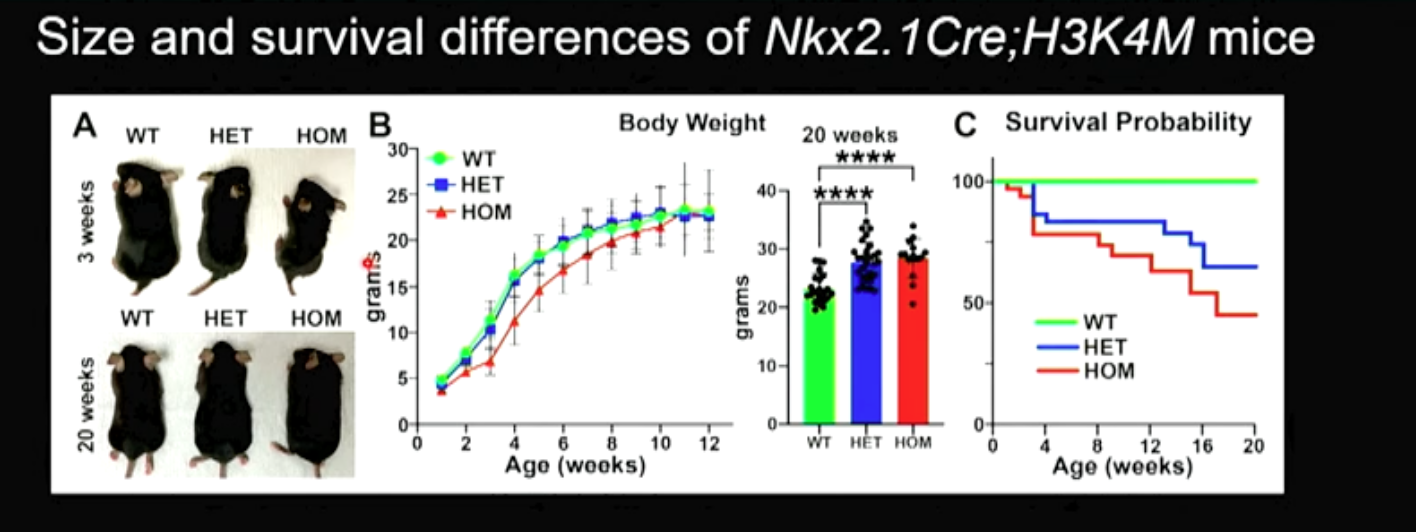 Size and survival differences of Nkx2.1Cre;H3K4M mice
A
WT HET HOM
3 weeks
WT HET HOM
20 weeks
B
Body Weight
WT
HET
HOM
30
25
20
15
10
5
0
grams
0 2 4 6 8 10 12
Age (weeks)
20 weeks
****
****
40
30
20
10
0
grams
WT HET HOM
C Survival Probability
100
50
0
WT
HET
HOM
0 4 8 12 16 20
Age (weeks)